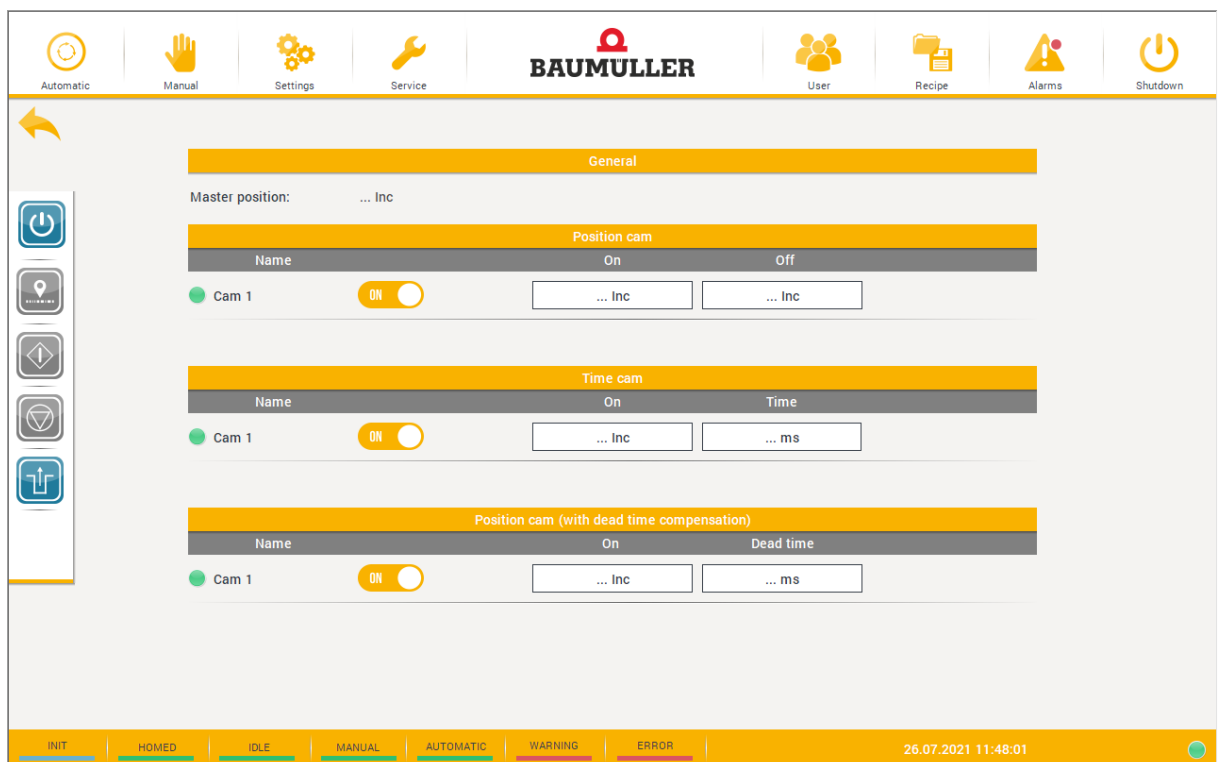 BAUMÜLLER
Automatic Manual Settings Service User Recipe Alarms Shutdown
General
Master position: ... Inc
Position cam
Name On Off
Cam 1 ON ... Inc ... Inc
Time cam
Name On Time
Cam 1 ON ... Inc ... ms
Position cam (with dead time compensation)
Name On Dead time
Cam 1 ON ... Inc ... ms
INIT HOMED IDLE MANUAL AUTOMATIC WARNING ERROR 26.07.2021 11:48:01